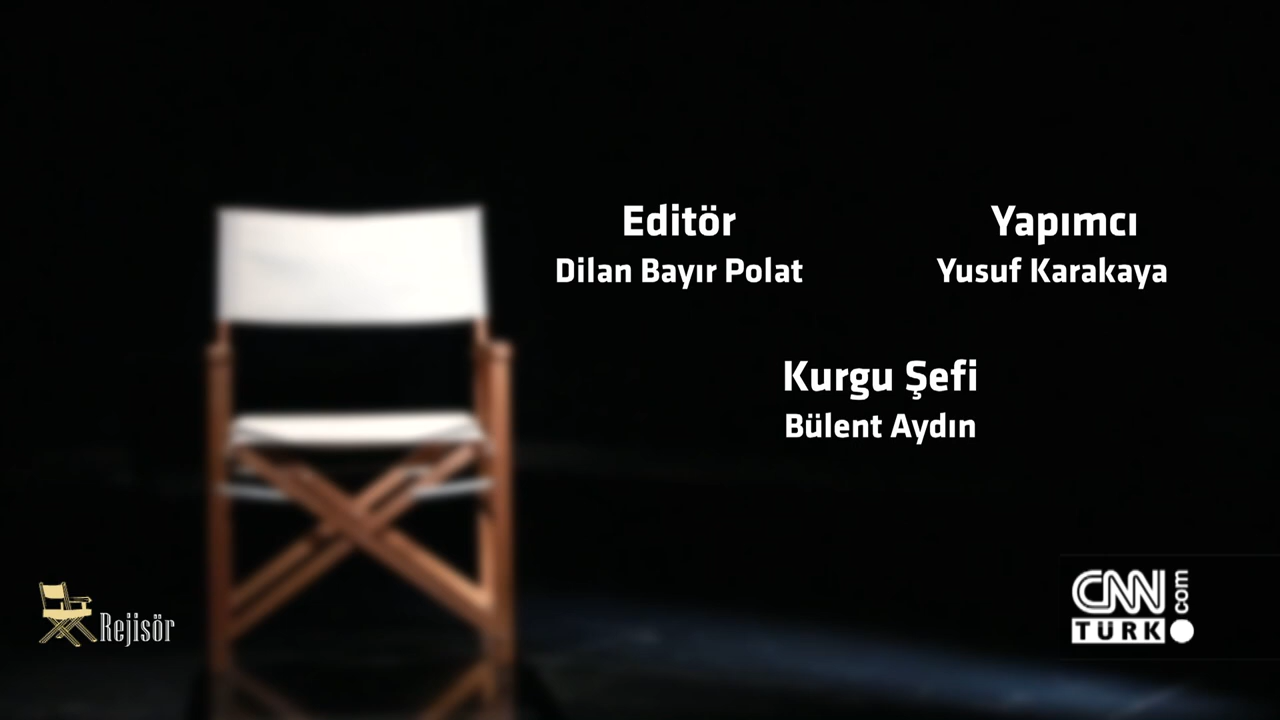 Editör
Dilan Bayır Polat
Yapımcı
Yusuf Karakaya
Kurgu Şefi
Bülent Aydın
Rejisör
CNN
TURK
.com